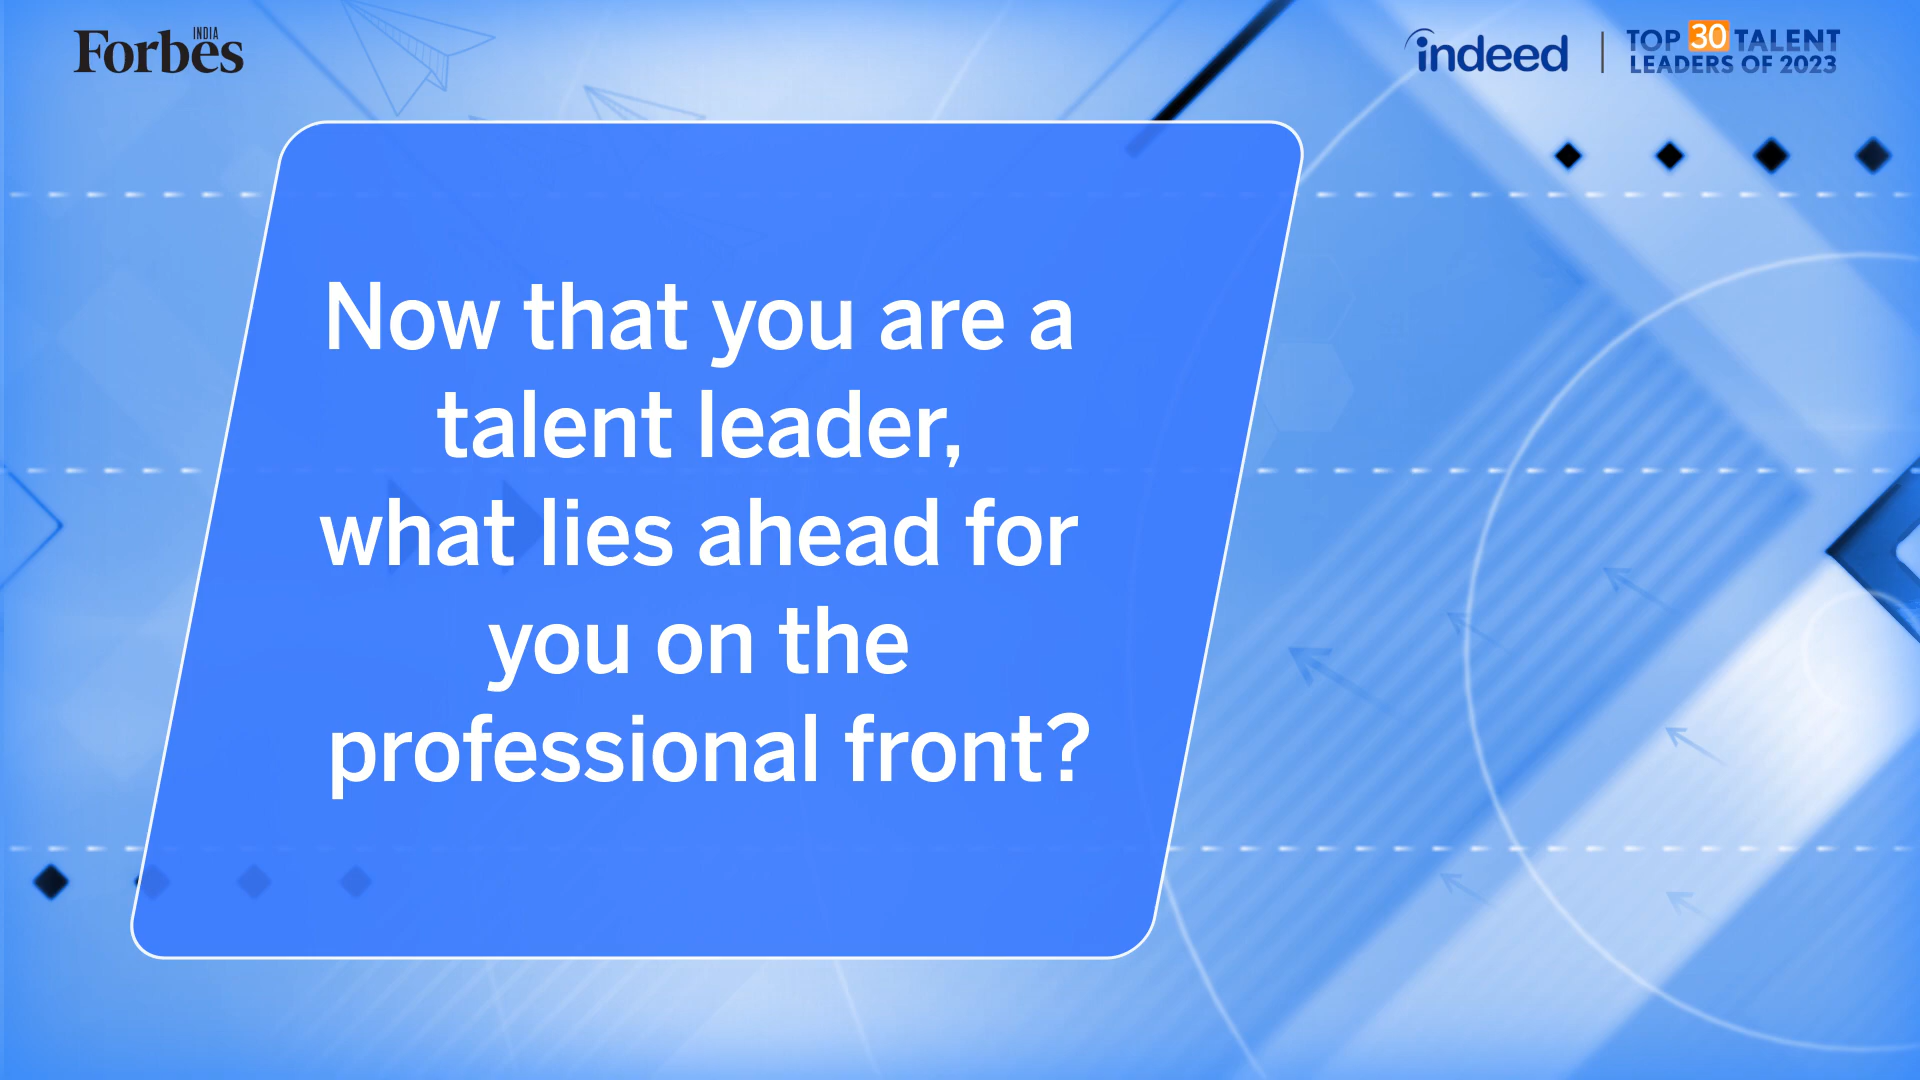 Forbes INDIA
indeed
TOP 30 TALENT
LEADERS OF 2023
Now that you are a
talent leader,
what lies ahead for
you on the
professional front?